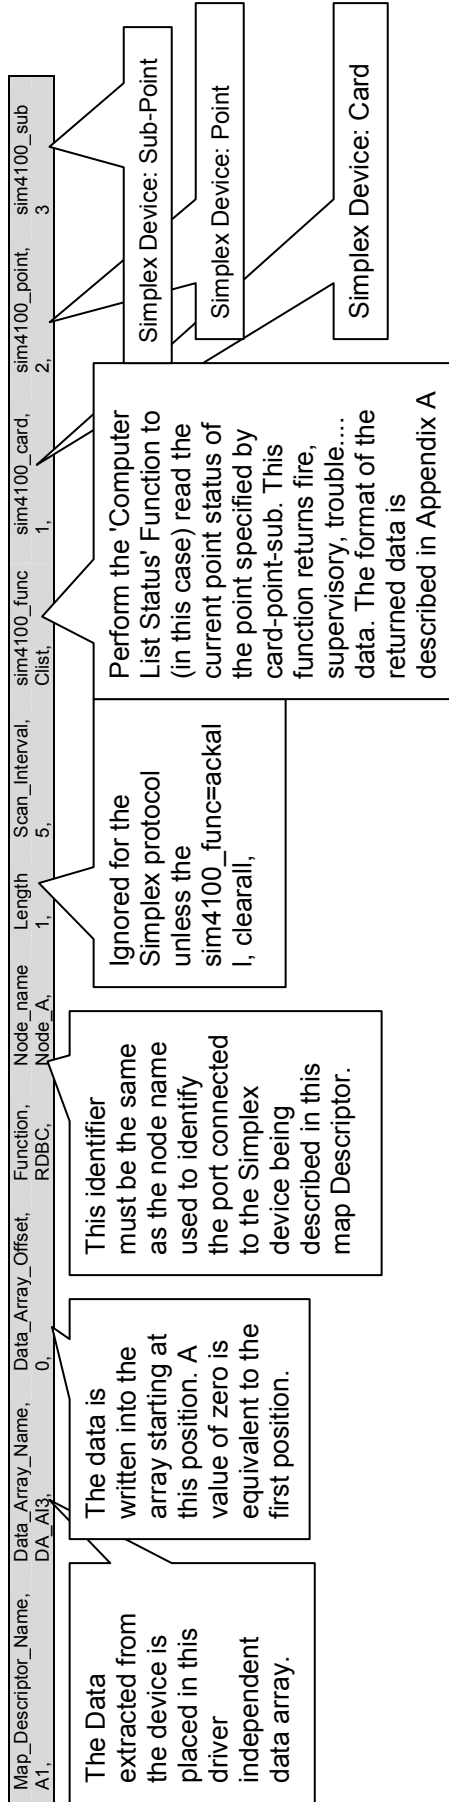 Map_Descriptor_Name, Data_Array_Name, Data_Array_Offset, Function, Node_name Length Scan_Interval, sim4100_func sim4100_card, sim4100_point, sim4100_sub
A1, DA_AI3, 0, RDBC, Node_A, 1, 5, Clist, 1, 2, 3
The Data
extracted from
the device is
placed in this
driver
independent
data array.
The data is
written into the
array starting at
this position. A
value of zero is
equivalent to the
first position.
This identifier
must be the same
as the node name
used to identify
the port connected
to the Simplex
device being
described in this
map Descriptor.
Ignored for the
Simplex protocol
unless the
sim4100_func=ackal
l, clearall,
Perform the 'Computer
List Status' Function to
(in this case) read the
current point status of
the point specified by
card-point-sub. This
function returns fire,
supervisory, trouble....
data. The format of the
returned data is
described in Appendix A
Simplex Device: Sub-Point
Simplex Device: Point
Simplex Device: Card